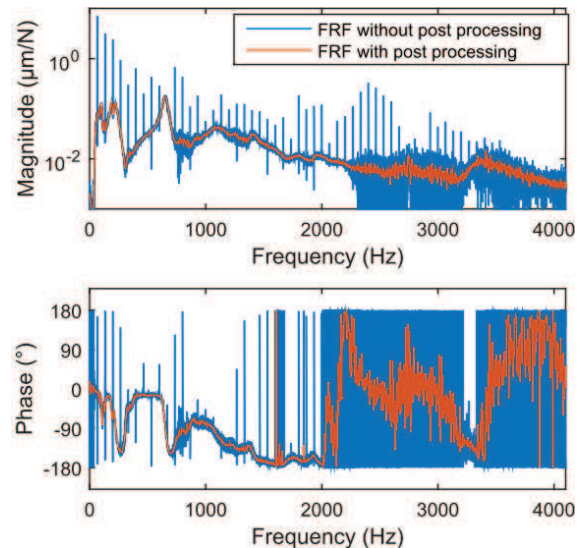 FRF without post processing
FRF with post processing
Magnitude (µm/N)
10^0
10^-2
0 1000 2000 3000 4000
Frequency (Hz)
Phase (°)
180
90
0
-90
-180
0 1000 2000 3000 4000
Frequency (Hz)